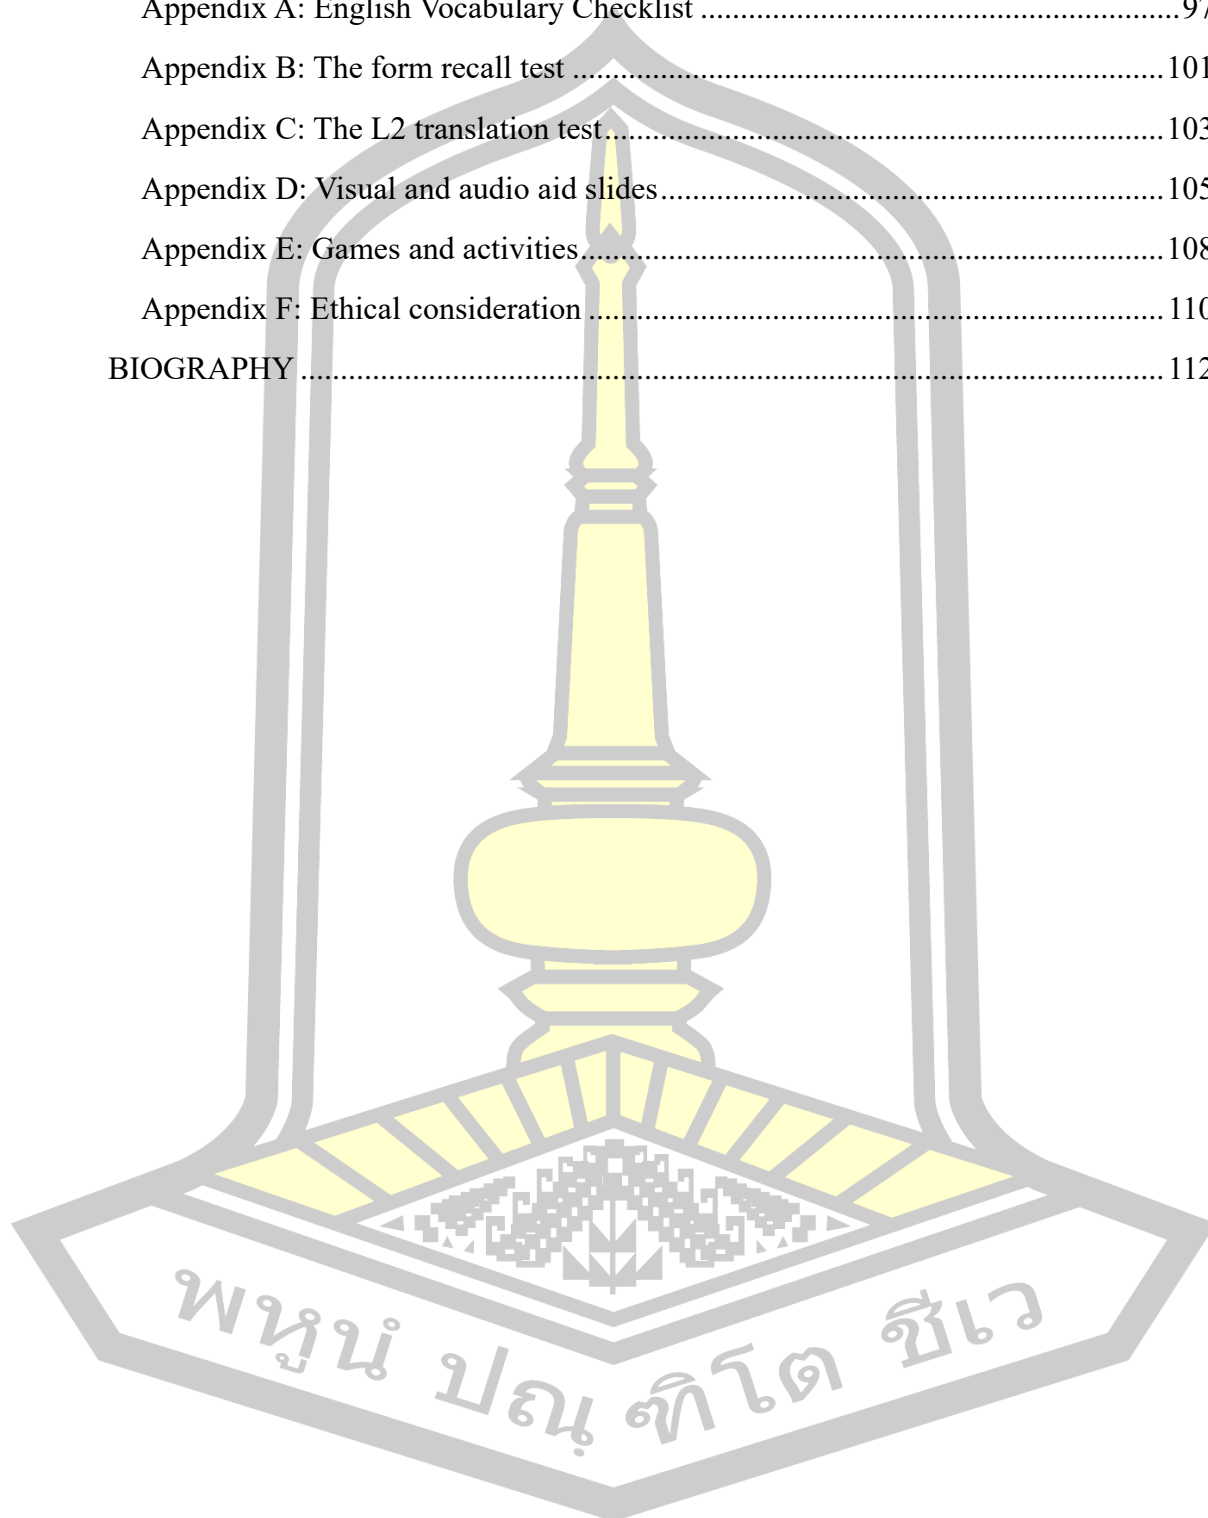 Appendix A: English Vocabulary Checklist ........................................................ 97
Appendix B: The form recall test ........................................................................ 101
Appendix C: The L2 translation test .................................................................... 103
Appendix D: Visual and audio aid slides .............................................................. 105
Appendix E: Games and activities ....................................................................... 108
Appendix F: Ethical consideration ...................................................................... 110
BIOGRAPHY ........................................................................................................ 112
พหูนํ ปณฺฑิโต ชีเว